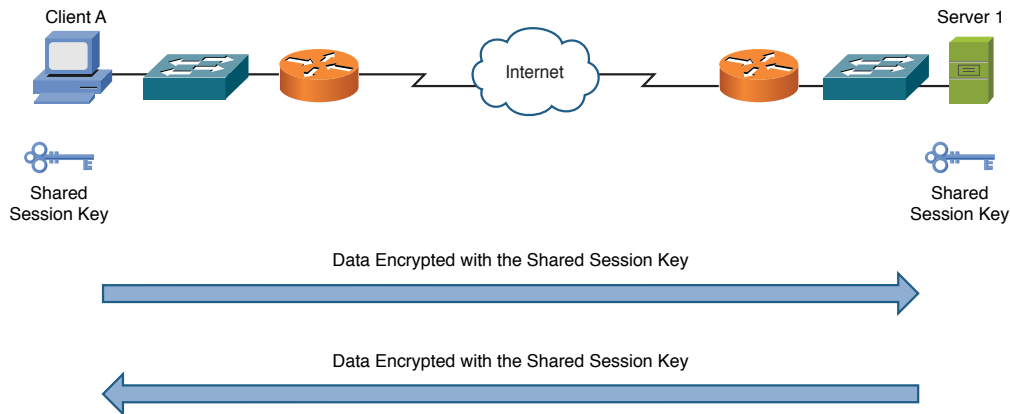 Client A
Server 1
Internet
Shared
Session Key
Shared
Session Key
Data Encrypted with the Shared Session Key
Data Encrypted with the Shared Session Key